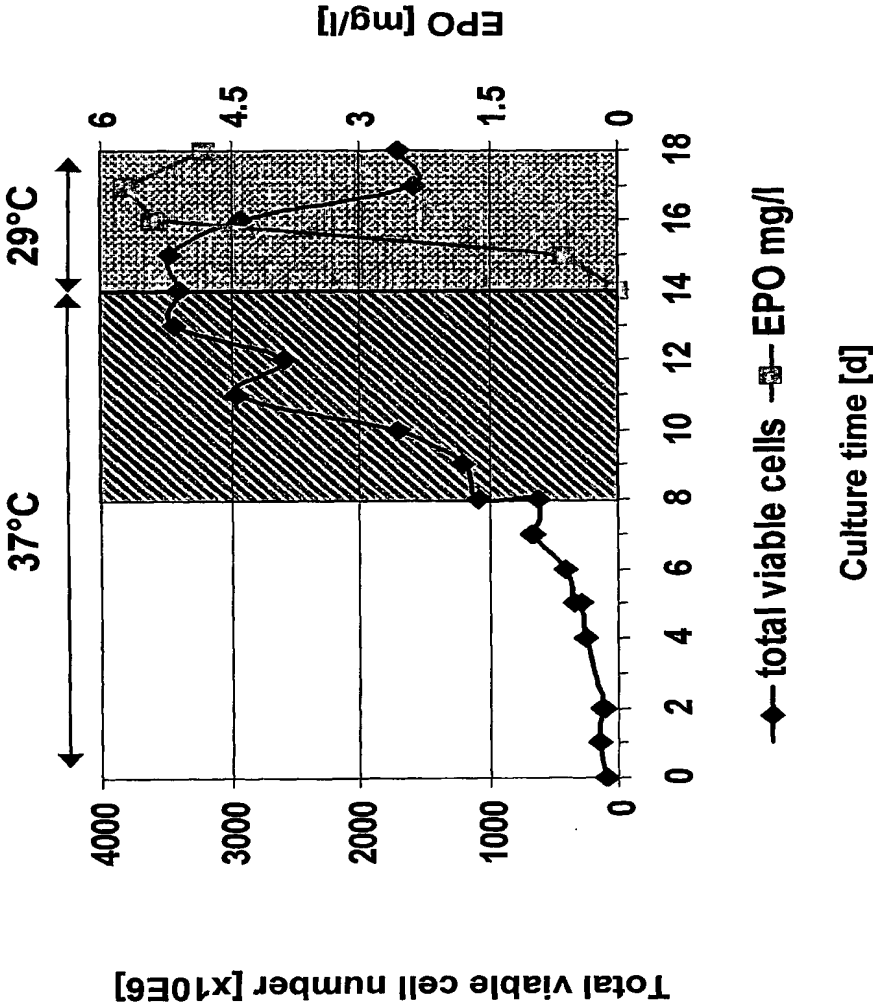 37°C
29°C
Total viable cell number [x10E6]
4000
3000
2000
1000
0
EPO [mg/l]
6
4.5
3
1.5
0
0 2 4 6 8 10 12 14 16 18
total viable cells EPO mg/l
Culture time [d]